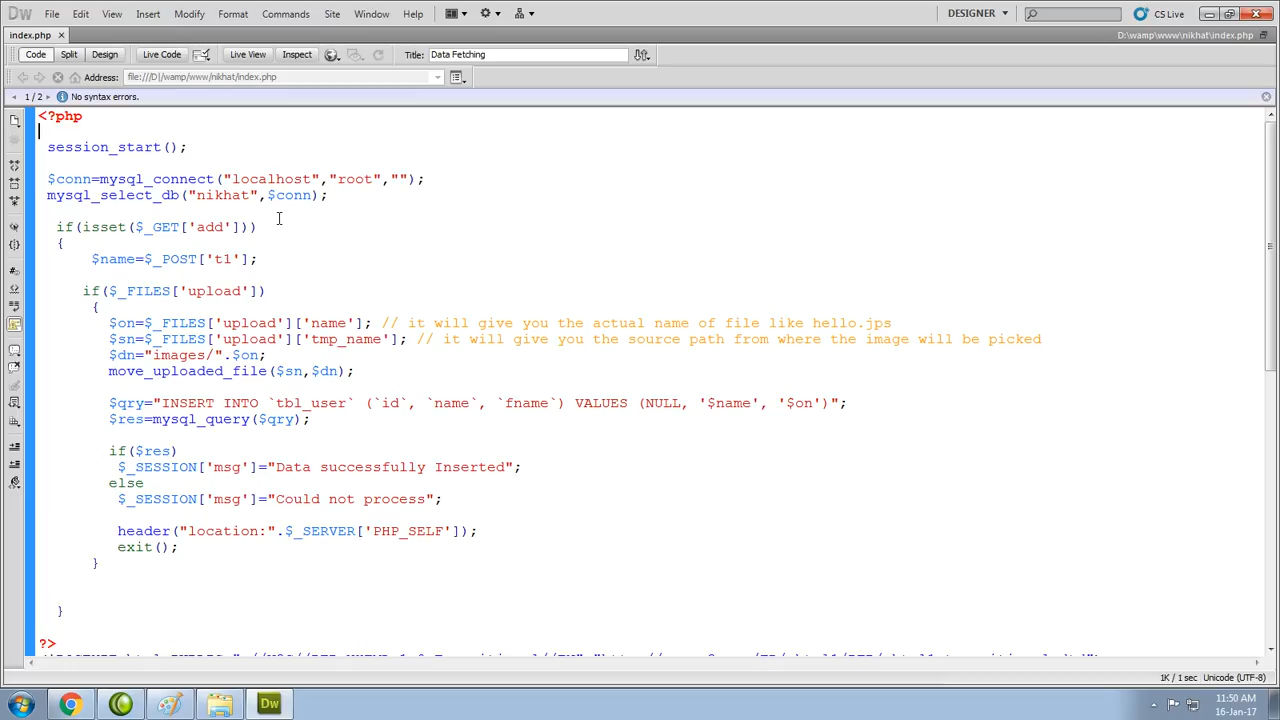 Dw File Edit View Insert Modify Format Commands Site Window Help DESIGNER CS Live
index.php D:\wamp\www\nikhat\index.php
Code Split Design Live Code Live View Inspect Title: Data Fetching
Address: file:///D|/wamp/www/nikhat/index.php
1/2 No syntax errors.
<?php
session_start();
$conn=mysql_connect("localhost","root","");
mysql_select_db("nikhat",$conn);
if(isset($_GET['add']))
{
$name=$_POST['t1'];
if($_FILES['upload'])
{
$on=$_FILES['upload']['name']; // it will give you the actual name of file like hello.jps
$sn=$_FILES['upload']['tmp_name']; // it will give you the source path from where the image will be picked
$dn="images/".$on;
move_uploaded_file($sn,$dn);
$qry="INSERT INTO `tbl_user` (`id`, `name`, `fname`) VALUES (NULL, '$name', '$on')";
$res=mysql_query($qry);
if($res)
$_SESSION['msg']="Data successfully Inserted";
else
$_SESSION['msg']="Could not process";
header("location:".$_SERVER['PHP_SELF']);
exit();
}
}
?>
1K / 1 sec Unicode (UTF-8)
Dw 11:50 AM
16-Jan-17